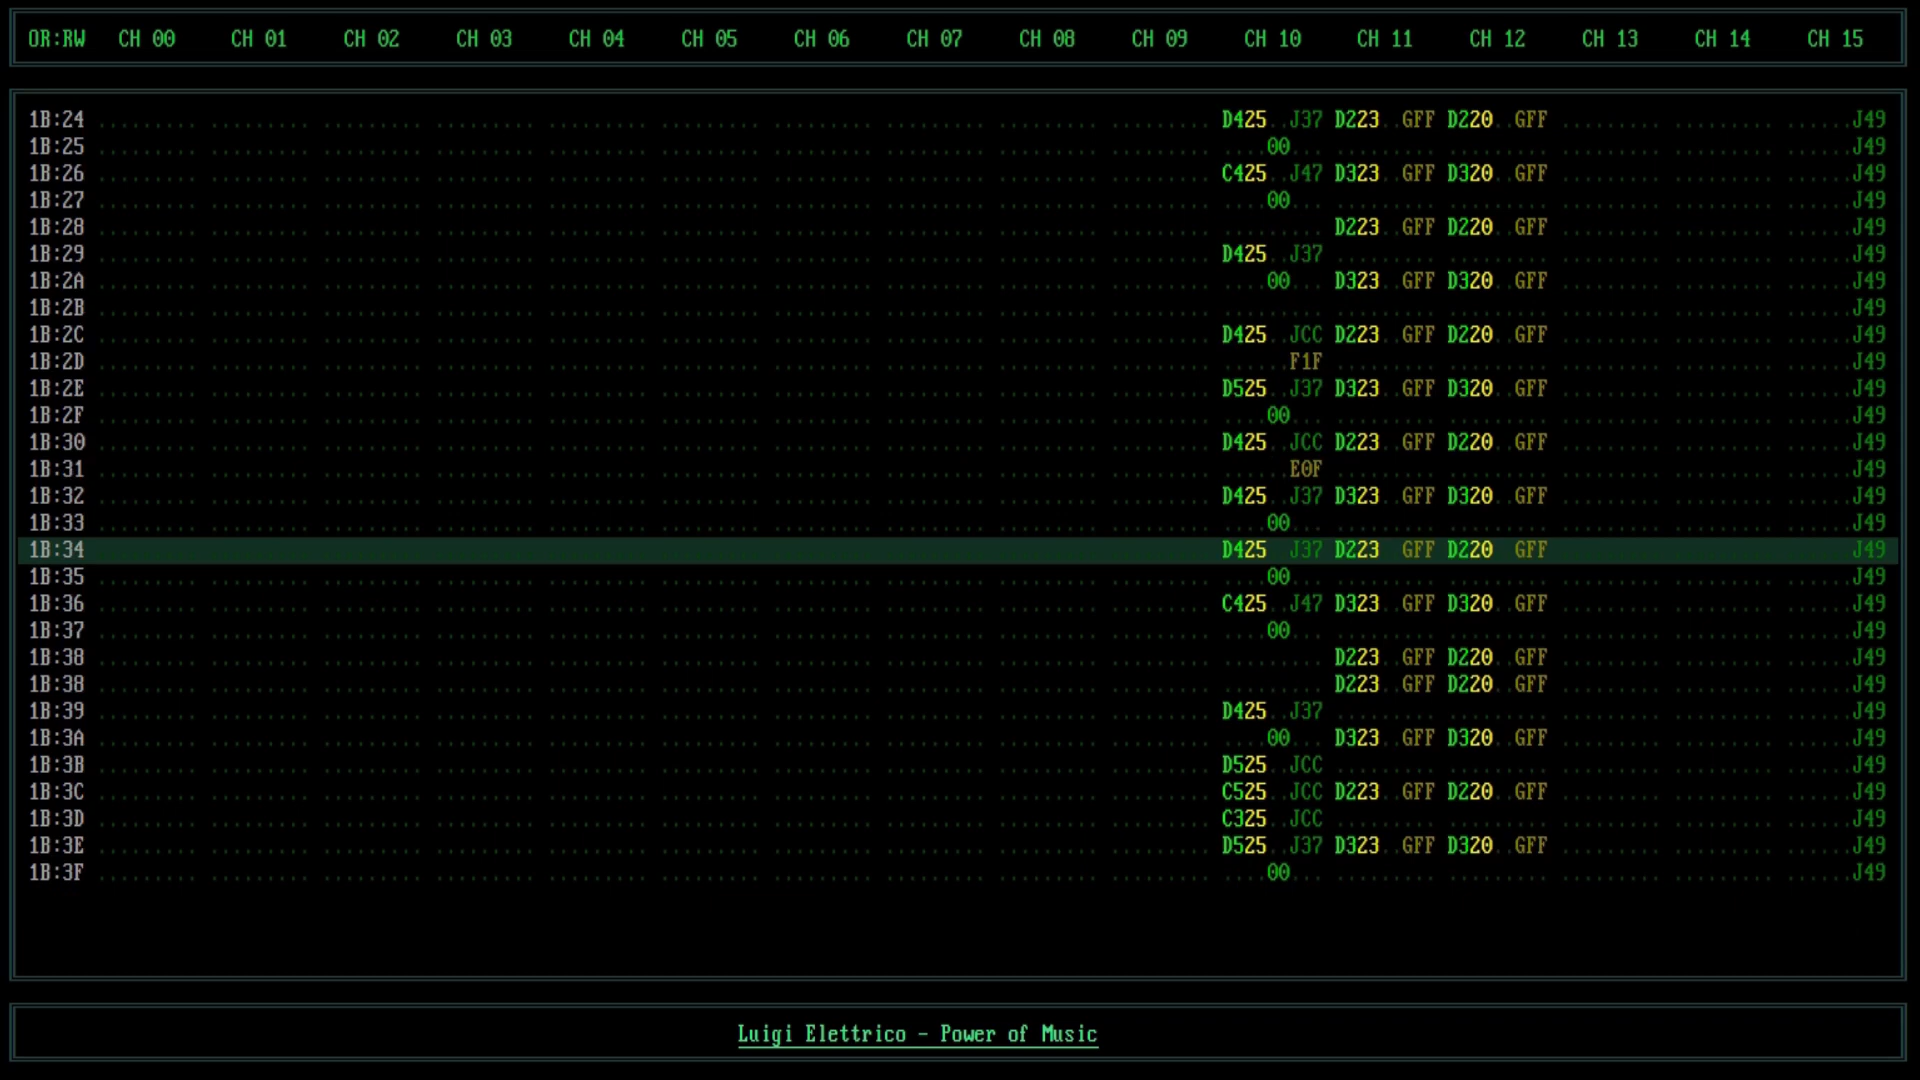 OR:RW CH 00 CH 01 CH 02 CH 03 CH 04 CH 05 CH 06 CH 07 CH 08 CH 09 CH 10 CH 11 CH 12 CH 13 CH 14 CH 15
1B:24 D425 J37 D223 GFF D220 GFF J49
1B:25 00 J49
1B:26 C425 J47 D323 GFF D320 GFF J49
1B:27 00 J49
1B:28 D223 GFF D220 GFF J49
1B:29 D425 J37 J49
1B:2A 00 D323 GFF D320 GFF J49
1B:2B J49
1B:2C D425 JCC D223 GFF D220 GFF J49
1B:2D F1F J49
1B:2E D525 J37 D323 GFF D320 GFF J49
1B:2F 00 J49
1B:30 D425 JCC D223 GFF D220 GFF J49
1B:31 E0F J49
1B:32 D425 J37 D323 GFF D320 GFF J49
1B:33 00 J49
1B:34 D425 J37 D223 GFF D220 GFF J49
1B:35 00 J49
1B:36 C425 J47 D323 GFF D320 GFF J49
1B:37 00 J49
1B:38 D223 GFF D220 GFF J49
1B:38 D223 GFF D220 GFF J49
1B:39 D425 J37 J49
1B:3A 00 D323 GFF D320 GFF J49
1B:3B D525 JCC J49
1B:3C C525 JCC D223 GFF D220 GFF J49
1B:3D C325 JCC J49
1B:3E D525 J37 D323 GFF D320 GFF J49
1B:3F 00 J49
Luigi Elettrico - Power of Music